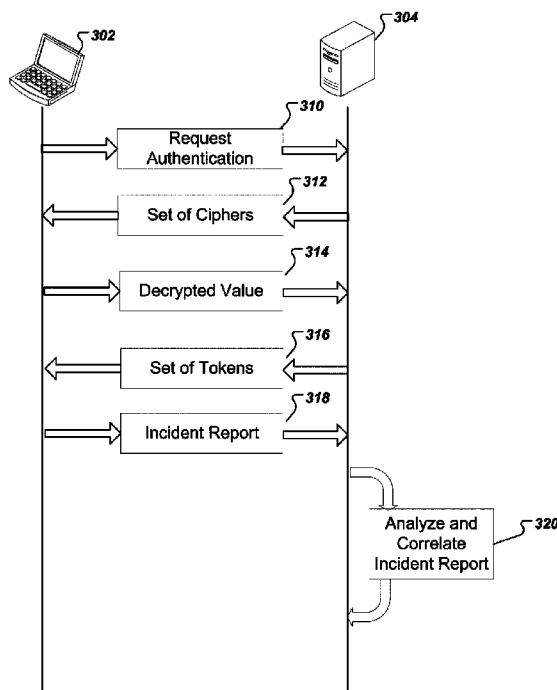 302
304
310
Request
Authentication
312
Set of Ciphers
314
Decrypted Value
316
Set of Tokens
318
Incident Report
Analyze and
Correlate
Incident Report
320